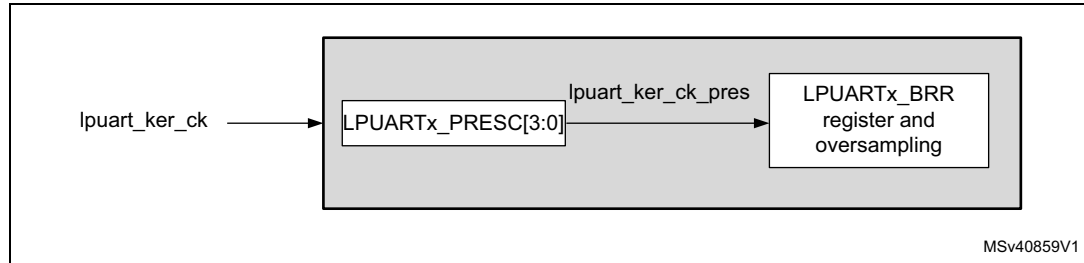 lpuart_ker_ck
LPUARTx_PRESC[3:0]
lpuart_ker_ck_pres
LPUARTx_BRR
register and
oversampling
MSv40859V1